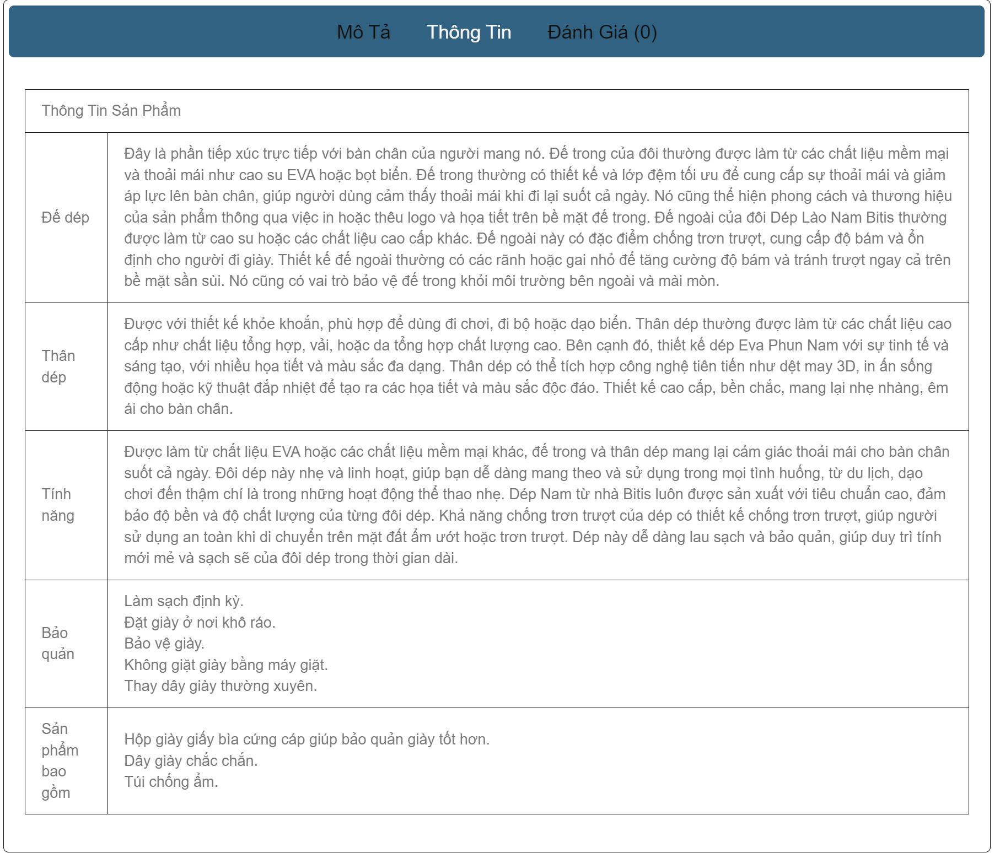 Mô Tả Thông Tin Đánh Giá (0)
Thông Tin Sản Phẩm
Đế dép
Đây là phần tiếp xúc trực tiếp với bàn chân của người mang nó. Đế trong của đôi thường được làm từ các chất liệu mềm mại
và thoải mái như cao su EVA hoặc bọt biển. Đế trong thường có thiết kế và lớp đệm tối ưu để cung cấp sự thoải mái và giảm
áp lực lên bàn chân, giúp người dùng cảm thấy thoải mái khi đi lại suốt cả ngày. Nó cũng thể hiện phong cách và thương hiệu
của sản phẩm thông qua việc in hoặc thêu logo và họa tiết trên bề mặt đế trong. Đế ngoài của đôi Dép Lào Nam Bitis thường
được làm từ cao su hoặc các chất liệu cao cấp khác. Đế ngoài này có đặc điểm chống trơn trượt, cung cấp độ bám và ổn
định cho người đi giày. Thiết kế đế ngoài thường có các rãnh hoặc gai nhỏ để tăng cường độ bám và tránh trượt ngay cả trên
bề mặt sần sùi. Nó cũng có vai trò bảo vệ đế trong khỏi môi trường bên ngoài và mài mòn.
Thân
dép
Được với thiết kế khỏe khoắn, phù hợp để dùng đi chơi, đi bộ hoặc dạo biển. Thân dép thường được làm từ các chất liệu cao
cấp như chất liệu tổng hợp, vải, hoặc da tổng hợp chất lượng cao. Bên cạnh đó, thiết kế dép Eva Phun Nam với sự tinh tế và
sáng tạo, với nhiều họa tiết và màu sắc đa dạng. Thân dép có thể tích hợp công nghệ tiên tiến như dệt may 3D, in ấn sống
động hoặc kỹ thuật đắp nhiệt để tạo ra các họa tiết và màu sắc độc đáo. Thiết kế cao cấp, bền chắc, mang lại nhẹ nhàng, êm
ái cho bàn chân.
Tính
năng
Được làm từ chất liệu EVA hoặc các chất liệu mềm mại khác, đế trong và thân dép mang lại cảm giác thoải mái cho bàn chân
suốt cả ngày. Đôi dép này nhẹ và linh hoạt, giúp bạn dễ dàng mang theo và sử dụng trong mọi tình huống, từ du lịch, dạo
chơi đến thậm chí là trong những hoạt động thể thao nhẹ. Dép Nam từ nhà Bitis luôn được sản xuất với tiêu chuẩn cao, đảm
bảo độ bền và độ chất lượng của từng đôi dép. Khả năng chống trơn trượt của dép có thiết kế chống trơn trượt, giúp người
sử dụng an toàn khi di chuyển trên mặt đất ẩm ướt hoặc trơn trượt. Dép này dễ dàng lau sạch và bảo quản, giúp duy trì tính
mới mẻ và sạch sẽ của đôi dép trong thời gian dài.
Bảo
quản
Làm sạch định kỳ.
Đặt giày ở nơi khô ráo.
Bảo vệ giày.
Không giặt giày bằng máy giặt.
Thay dây giày thường xuyên.
Sản
phẩm
bao
gồm
Hộp giày giấy bìa cứng cáp giúp bảo quản giày tốt hơn.
Dây giày chắc chắn.
Túi chống ẩm.